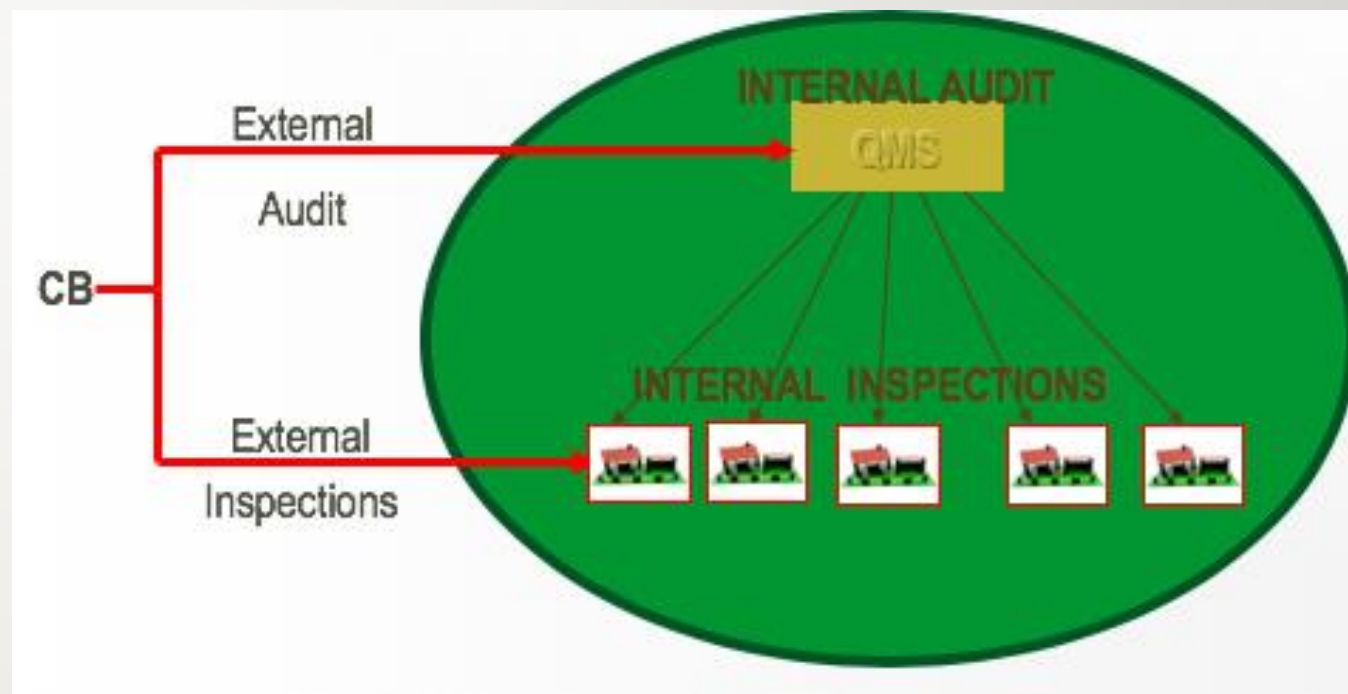 INTERNAL AUDIT
QMS
External
Audit
CB
INTERNAL INSPECTIONS
External
Inspections